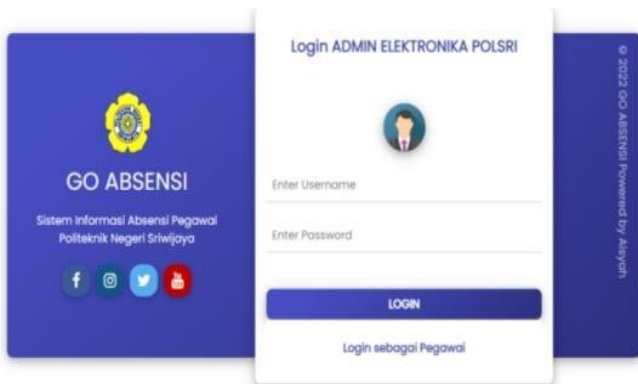 GO ABSENSI
Sistem Informasi Absensi Pegawai
Politeknik Negeri Sriwijaya
Login ADMIN ELEKTRONIKA POLSRI
Enter Username
Enter Password
LOGIN
Login sebagai Pegawai
© 2022 GO ABSENSI Powered by Aisyah